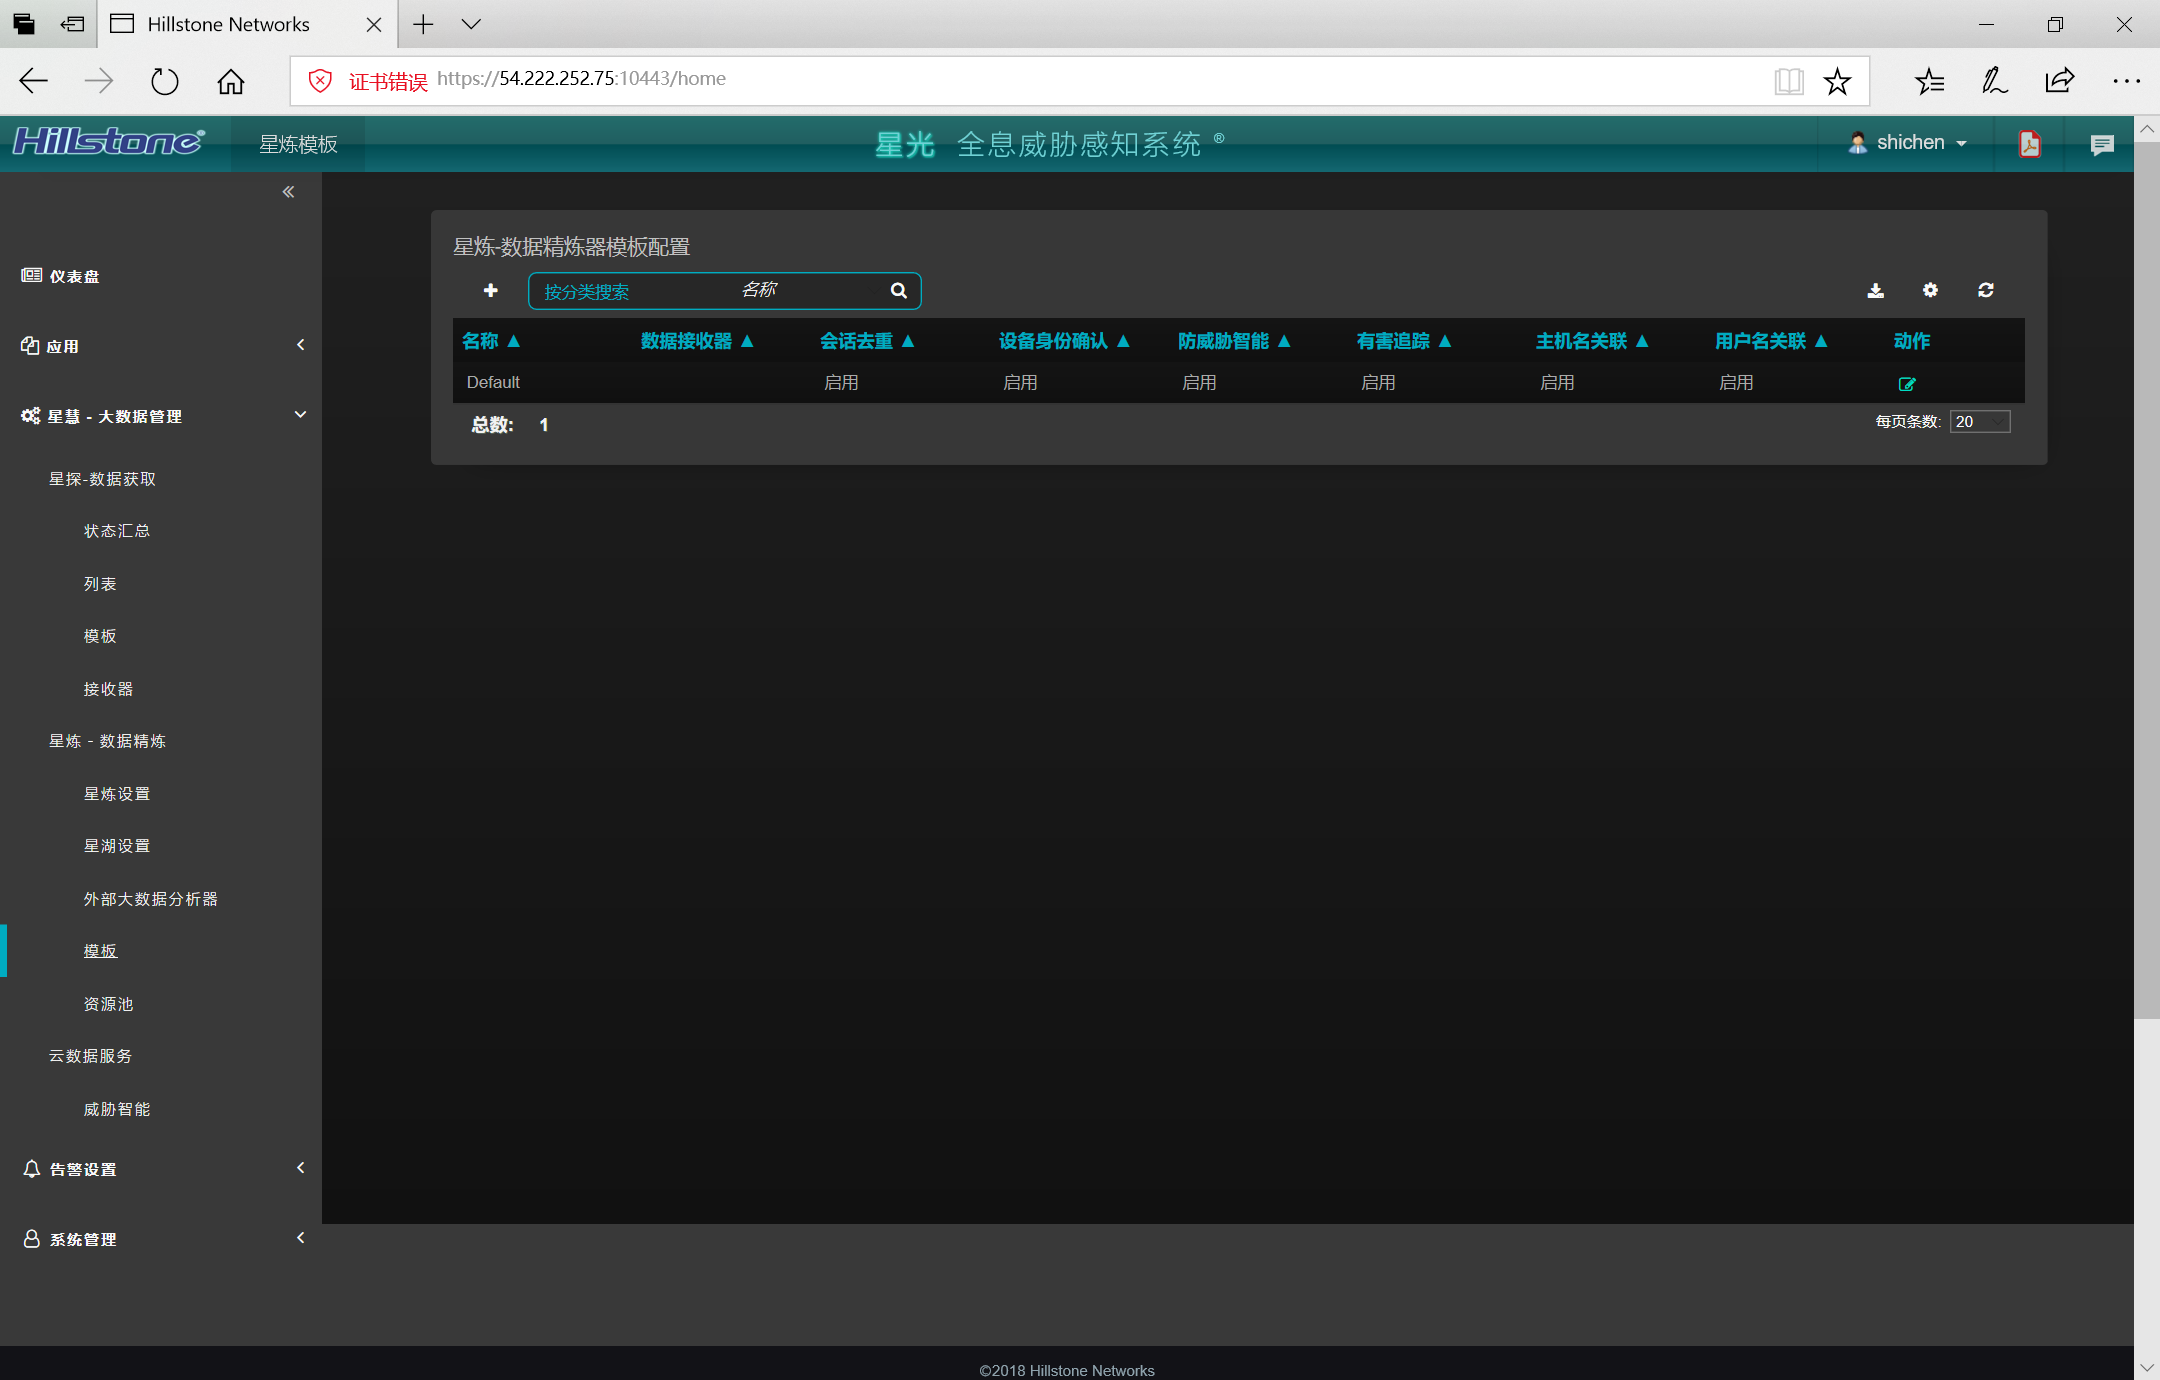 Hillstone Networks
证书错误 https://54.222.252.75:10443/home
Hillstone®
星炼模板
星光 全息威胁感知系统 ®
shichen
仪表盘
应用
星慧 - 大数据管理
星探-数据获取
状态汇总
列表
模板
接收器
星炼 - 数据精炼
星炼设置
星湖设置
外部大数据分析器
模板
资源池
云数据服务
威胁智能
告警设置
系统管理
星炼-数据精炼器模板配置
按分类搜索 名称
名称 ▲ 数据接收器 ▲ 会话去重 ▲ 设备身份确认 ▲ 防威胁智能 ▲ 有害追踪 ▲ 主机名关联 ▲ 用户名关联 ▲ 动作
Default 启用 启用 启用 启用 启用 启用
总数: 1
每页条数: 20
©2018 Hillstone Networks